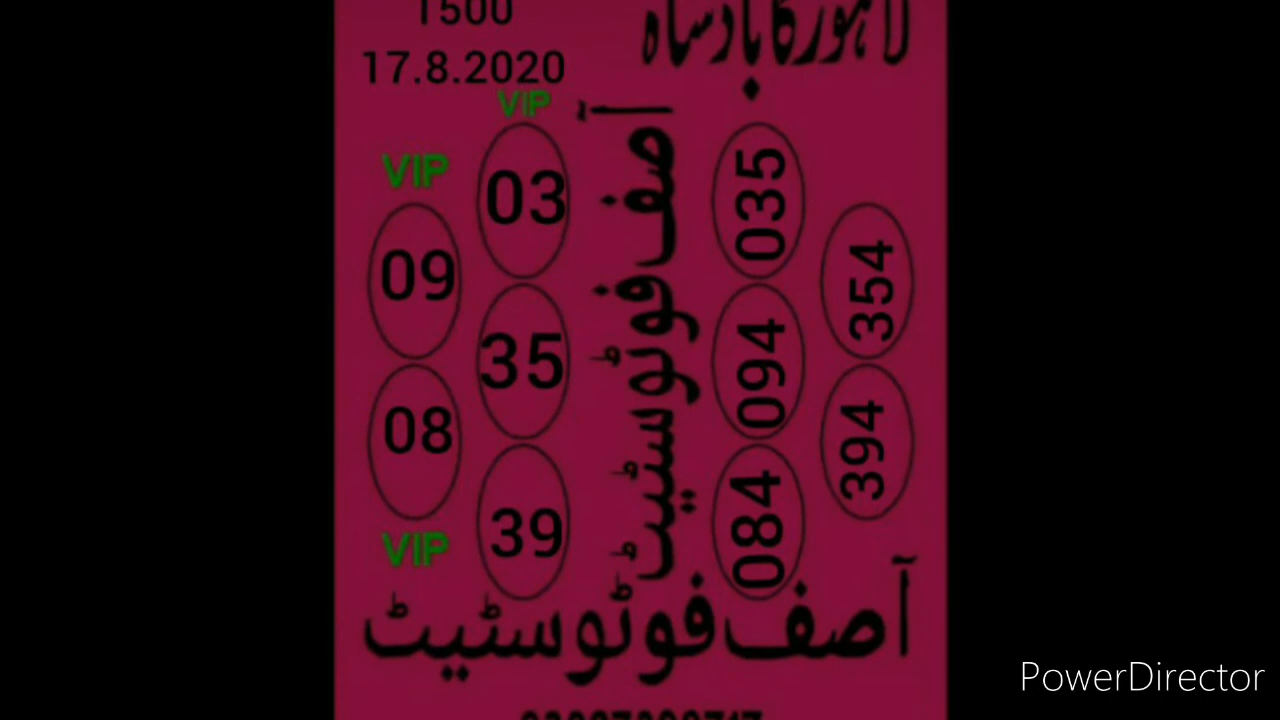 1500
لاہور کا بادشاہ
17.8.2020
VIP
VIP
03
09
35
08
39
VIP
آصف فوٹوسٹیٹ
035
094
084
354
394
آصف فوٹوسٹیٹ
PowerDirector